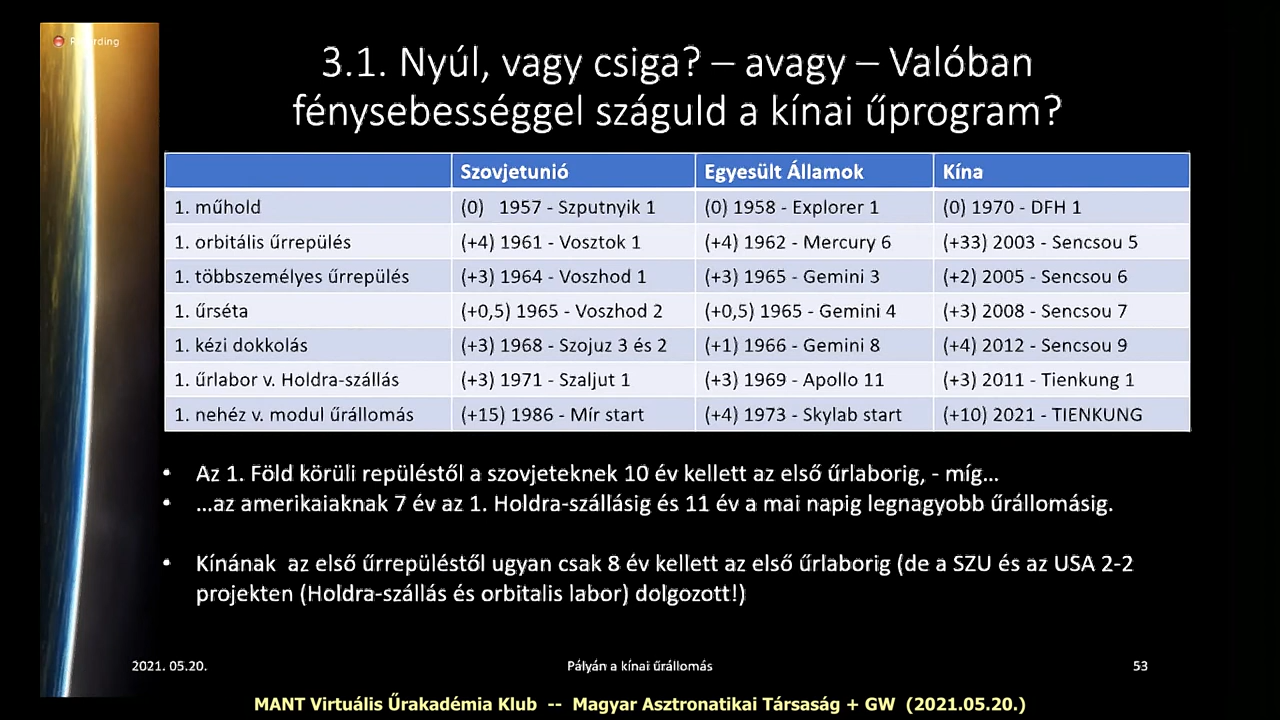 Recording
3.1. Nyúl, vagy csiga? – avagy – Valóban
fénysebességgel száguld a kínai űprogram?
Szovjetunió Egyesült Államok Kína
1. műhold (0) 1957 - Szputnyik 1 (0) 1958 - Explorer 1 (0) 1970 - DFH 1
1. orbitális űrrepülés (+4) 1961 - Vosztok 1 (+4) 1962 - Mercury 6 (+33) 2003 - Sencsou 5
1. többszemélyes űrrepülés (+3) 1964 - Voszhod 1 (+3) 1965 - Gemini 3 (+2) 2005 - Sencsou 6
1. űrséta (+0,5) 1965 - Voszhod 2 (+0,5) 1965 - Gemini 4 (+3) 2008 - Sencsou 7
1. kézi dokkolás (+3) 1968 - Szojuz 3 és 2 (+1) 1966 - Gemini 8 (+4) 2012 - Sencsou 9
1. űrlabor v. Holdra-szállás (+3) 1971 - Szaljut 1 (+3) 1969 - Apollo 11 (+3) 2011 - Tienkung 1
1. nehéz v. modul űrállomás (+15) 1986 - Mír start (+4) 1973 - Skylab start (+10) 2021 - TIENKUNG
• Az 1. Föld körüli repüléstől a szovjeteknek 10 év kellett az első űrlaborig, - míg…
• …az amerikaiaknak 7 év az 1. Holdra-szállásig és 11 év a mai napig legnagyobb űrállomásig.
• Kínának az első űrrepüléstől ugyan csak 8 év kellett az első űrlaborig (de a SZU és az USA 2-2
projekten (Holdra-szállás és orbitalis labor) dolgozott!)
2021. 05.20. Pályán a kínai űrállomás 53
MANT Virtuális Űrakadémia Klub -- Magyar Asztronatikai Társaság + GW (2021.05.20.)